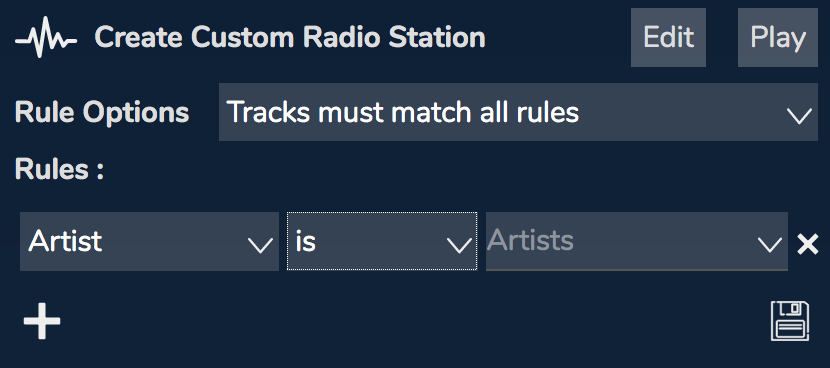 Create Custom Radio Station Edit Play
Rule Options Tracks must match all rules
Rules :
Artist is Artists